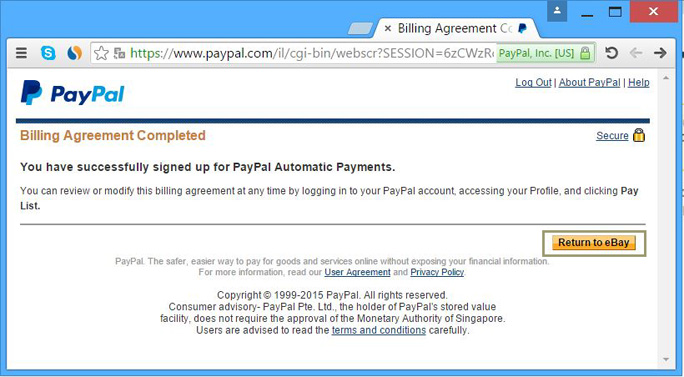 Billing Agreement Co
https://www.paypal.com/il/cgi-bin/webscr?SESSION=6zCWzR
PayPal, Inc. [US]
Log Out | About PayPal | Help
PayPal
Billing Agreement Completed
Secure
You have successfully signed up for PayPal Automatic Payments.
You can review or modify this billing agreement at any time by logging in to your PayPal account, accessing your Profile, and clicking Pay
List.
Return to eBay
PayPal. The safer, easier way to pay for goods and services online without exposing your financial information.
For more information, read our User Agreement and Privacy Policy.
Copyright © 1999-2015 PayPal. All rights reserved.
Consumer advisory- PayPal Pte. Ltd., the holder of PayPal's stored value
facility, does not require the approval of the Monetary Authority of Singapore.
Users are advised to read the terms and conditions carefully.